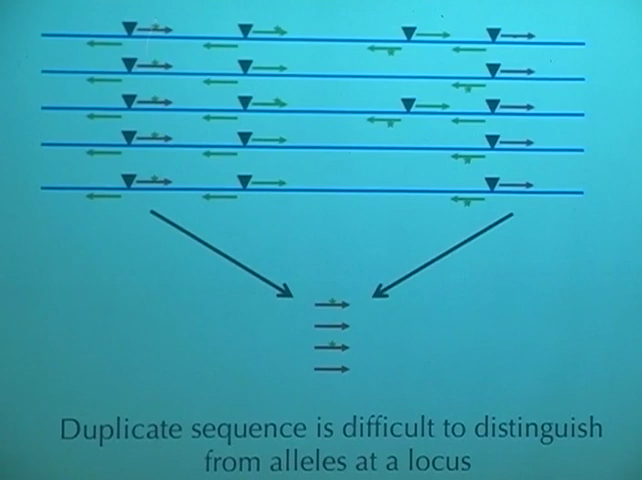 Duplicate sequence is difficult to distinguish
from alleles at a locus